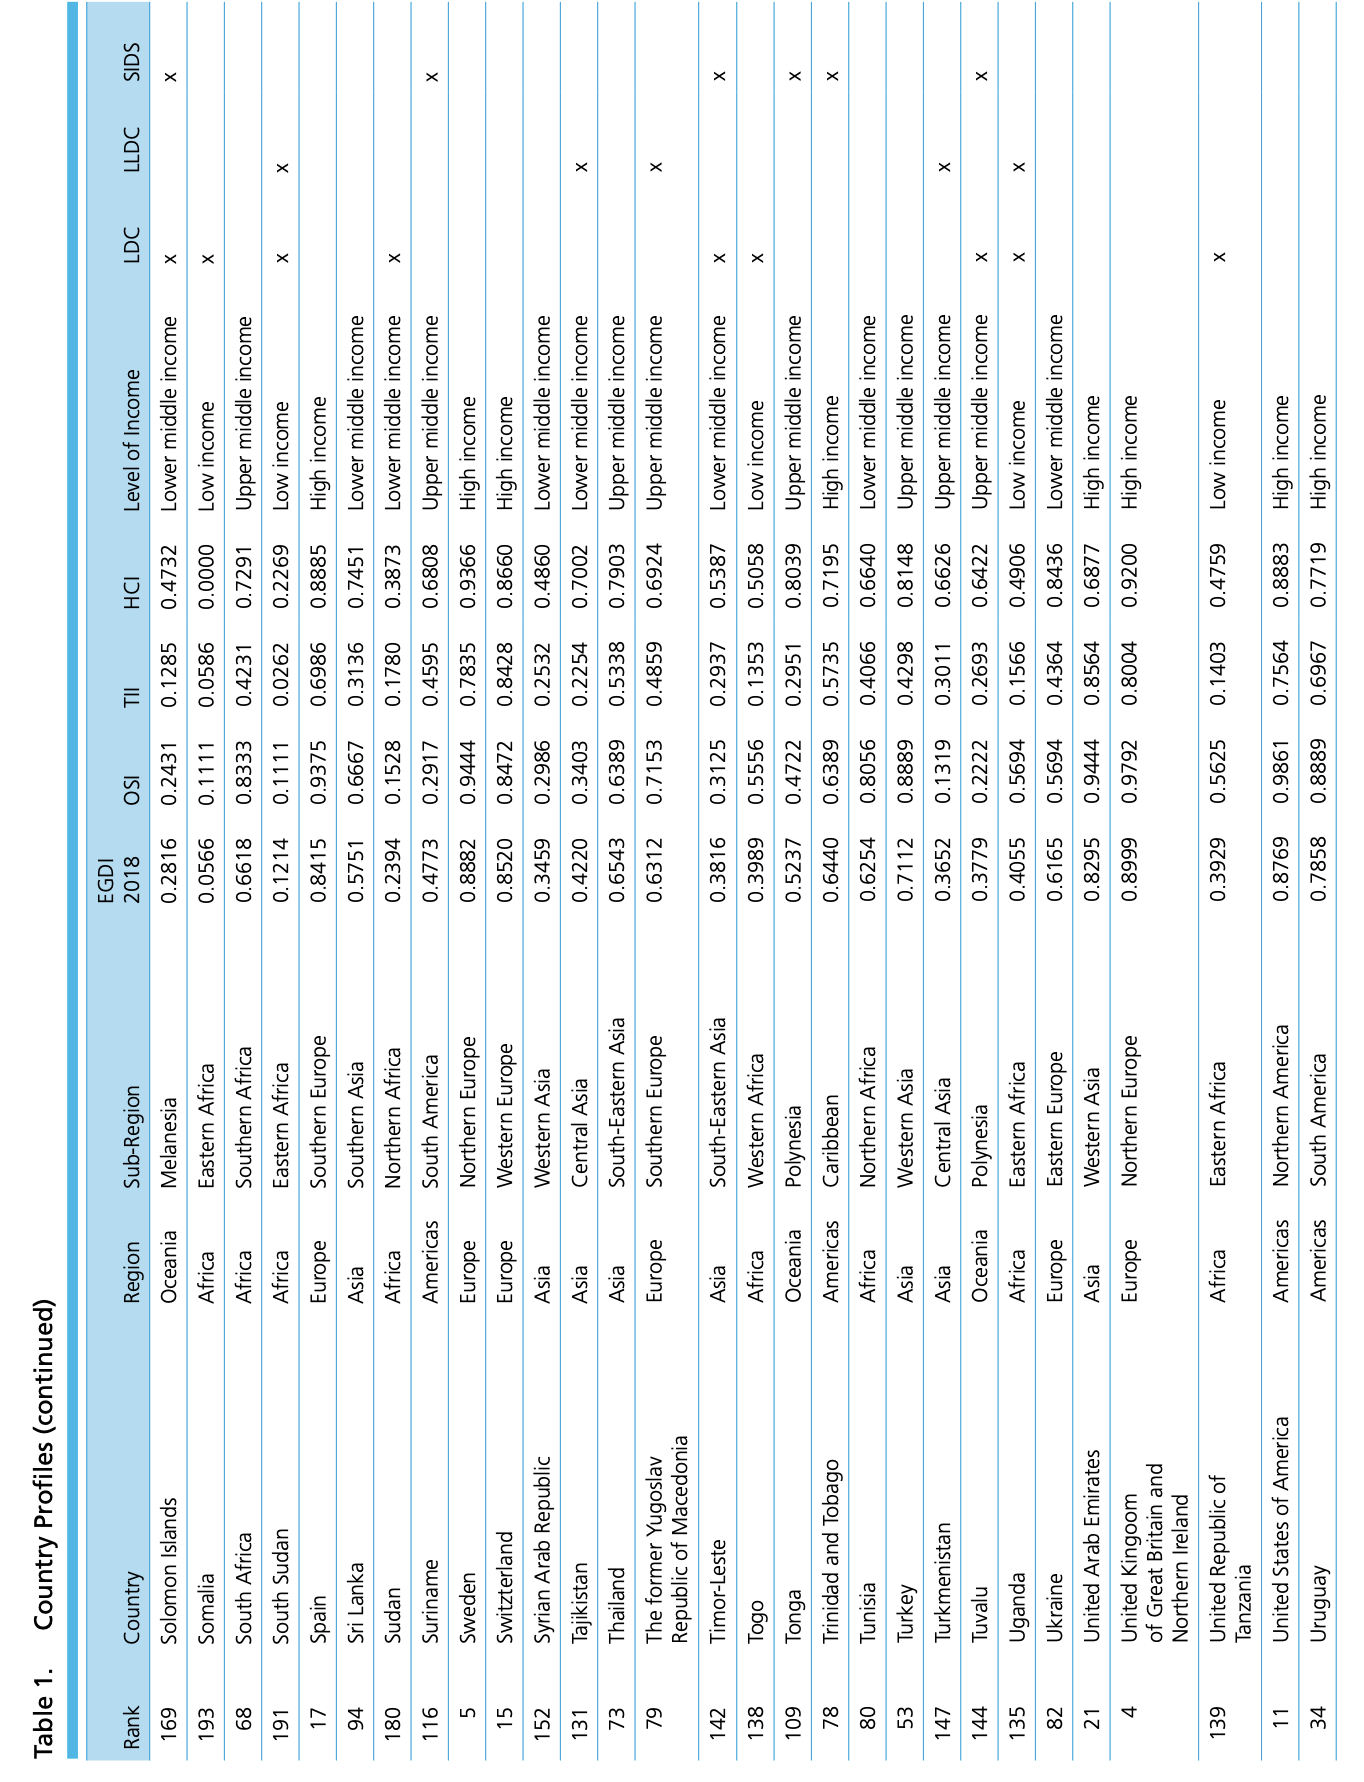 Table 1. Country Profiles (continued)
Rank Country Region Sub-Region EGDI 2018 OSI TII HCI Level of Income LDC LLDC SIDS
169 Solomon Islands Oceania Melanesia 0.2816 0.2431 0.1285 0.4732 Lower middle income x x
193 Somalia Africa Eastern Africa 0.0566 0.1111 0.0586 0.0000 Low income x
68 South Africa Africa Southern Africa 0.6618 0.8333 0.4231 0.7291 Upper middle income
191 South Sudan Africa Eastern Africa 0.1214 0.1111 0.0262 0.2269 Low income x x
17 Spain Europe Southern Europe 0.8415 0.9375 0.6986 0.8885 High income
94 Sri Lanka Asia Southern Asia 0.5751 0.6667 0.3136 0.7451 Lower middle income
180 Sudan Africa Northern Africa 0.2394 0.1528 0.1780 0.3873 Lower middle income x
116 Suriname Americas South America 0.4773 0.2917 0.4595 0.6808 Upper middle income x
5 Sweden Europe Northern Europe 0.8882 0.9444 0.7835 0.9366 High income
15 Switzterland Europe Western Europe 0.8520 0.8472 0.8428 0.8660 High income
152 Syrian Arab Republic Asia Western Asia 0.3459 0.2986 0.2532 0.4860 Lower middle income
131 Tajikistan Asia Central Asia 0.4220 0.3403 0.2254 0.7002 Lower middle income x
73 Thailand Asia South-Eastern Asia 0.6543 0.6389 0.5338 0.7903 Upper middle income
79 The former Yugoslav Europe Southern Europe 0.6312 0.7153 0.4859 0.6924 Upper middle income x
Republic of Macedonia
142 Timor-Leste Asia South-Eastern Asia 0.3816 0.3125 0.2937 0.5387 Lower middle income x x
138 Togo Africa Western Africa 0.3989 0.5556 0.1353 0.5058 Low income x
109 Tonga Oceania Polynesia 0.5237 0.4722 0.2951 0.8039 Upper middle income x
78 Trinidad and Tobago Americas Caribbean 0.6440 0.6389 0.5735 0.7195 High income x
80 Tunisia Africa Northern Africa 0.6254 0.8056 0.4066 0.6640 Lower middle income
53 Turkey Asia Western Asia 0.7112 0.8889 0.4298 0.8148 Upper middle income
147 Turkmenistan Asia Central Asia 0.3652 0.1319 0.3011 0.6626 Upper middle income x
144 Tuvalu Oceania Polynesia 0.3779 0.2222 0.2693 0.6422 Upper middle income x x
135 Uganda Africa Eastern Africa 0.4055 0.5694 0.1566 0.4906 Low income x x
82 Ukraine Europe Eastern Europe 0.6165 0.5694 0.4364 0.8436 Lower middle income
21 United Arab Emirates Asia Western Asia 0.8295 0.9444 0.8564 0.6877 High income
4 United Kingoom Europe Northern Europe 0.8999 0.9792 0.8004 0.9200 High income
of Great Britain and
Northern Ireland
139 United Republic of Africa Eastern Africa 0.3929 0.5625 0.1403 0.4759 Low income x
Tanzania
11 United States of America Americas Northern America 0.8769 0.9861 0.7564 0.8883 High income
34 Uruguay Americas South America 0.7858 0.8889 0.6967 0.7719 High income